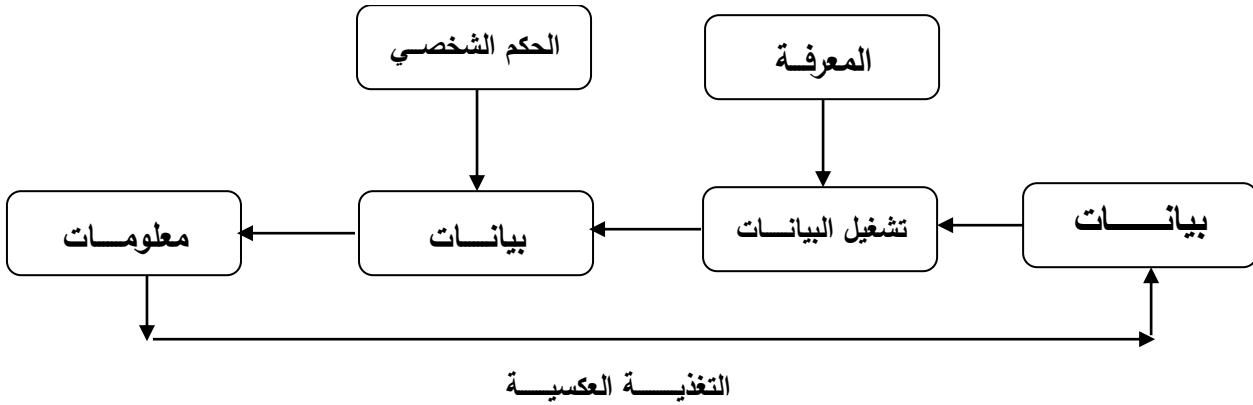 المعرفة
الحكم الشخصي
بيانات
تشغيل البيانات
بيانات
معلومات
التغذية العكسية